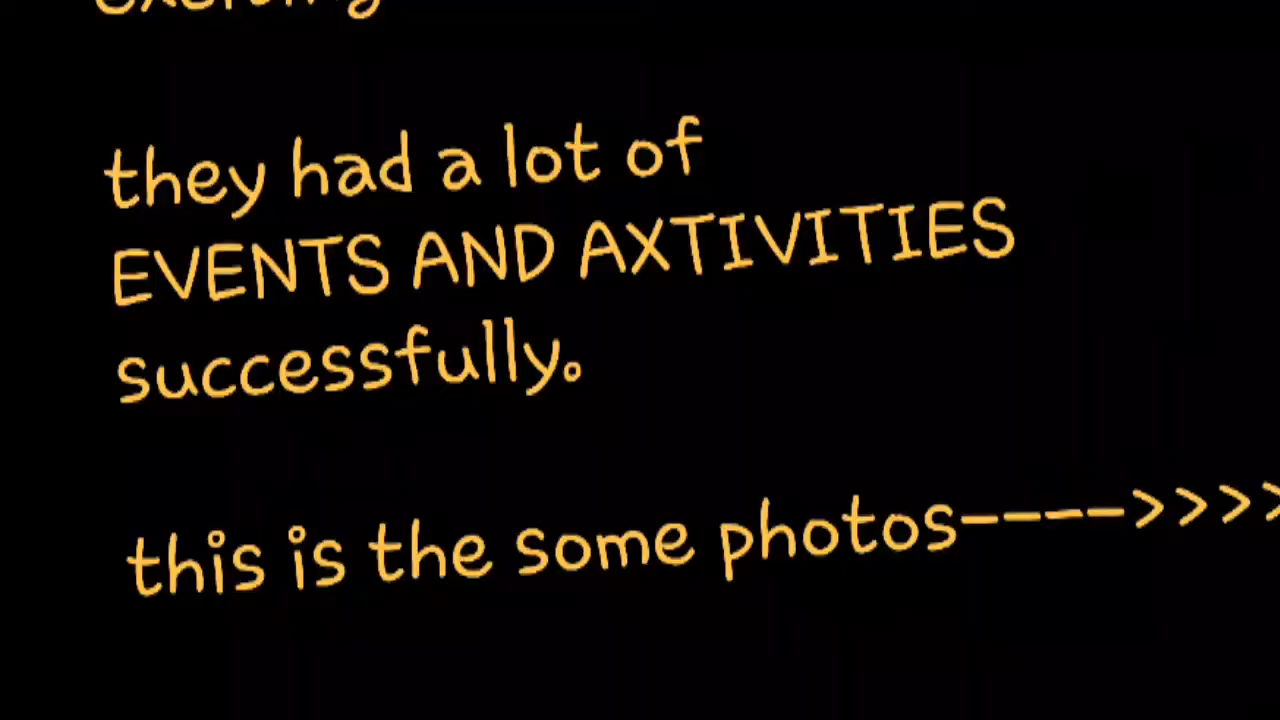 they had a lot of
EVENTS AND AXTIVITIES
successfully.
this is the some photos---->>>>